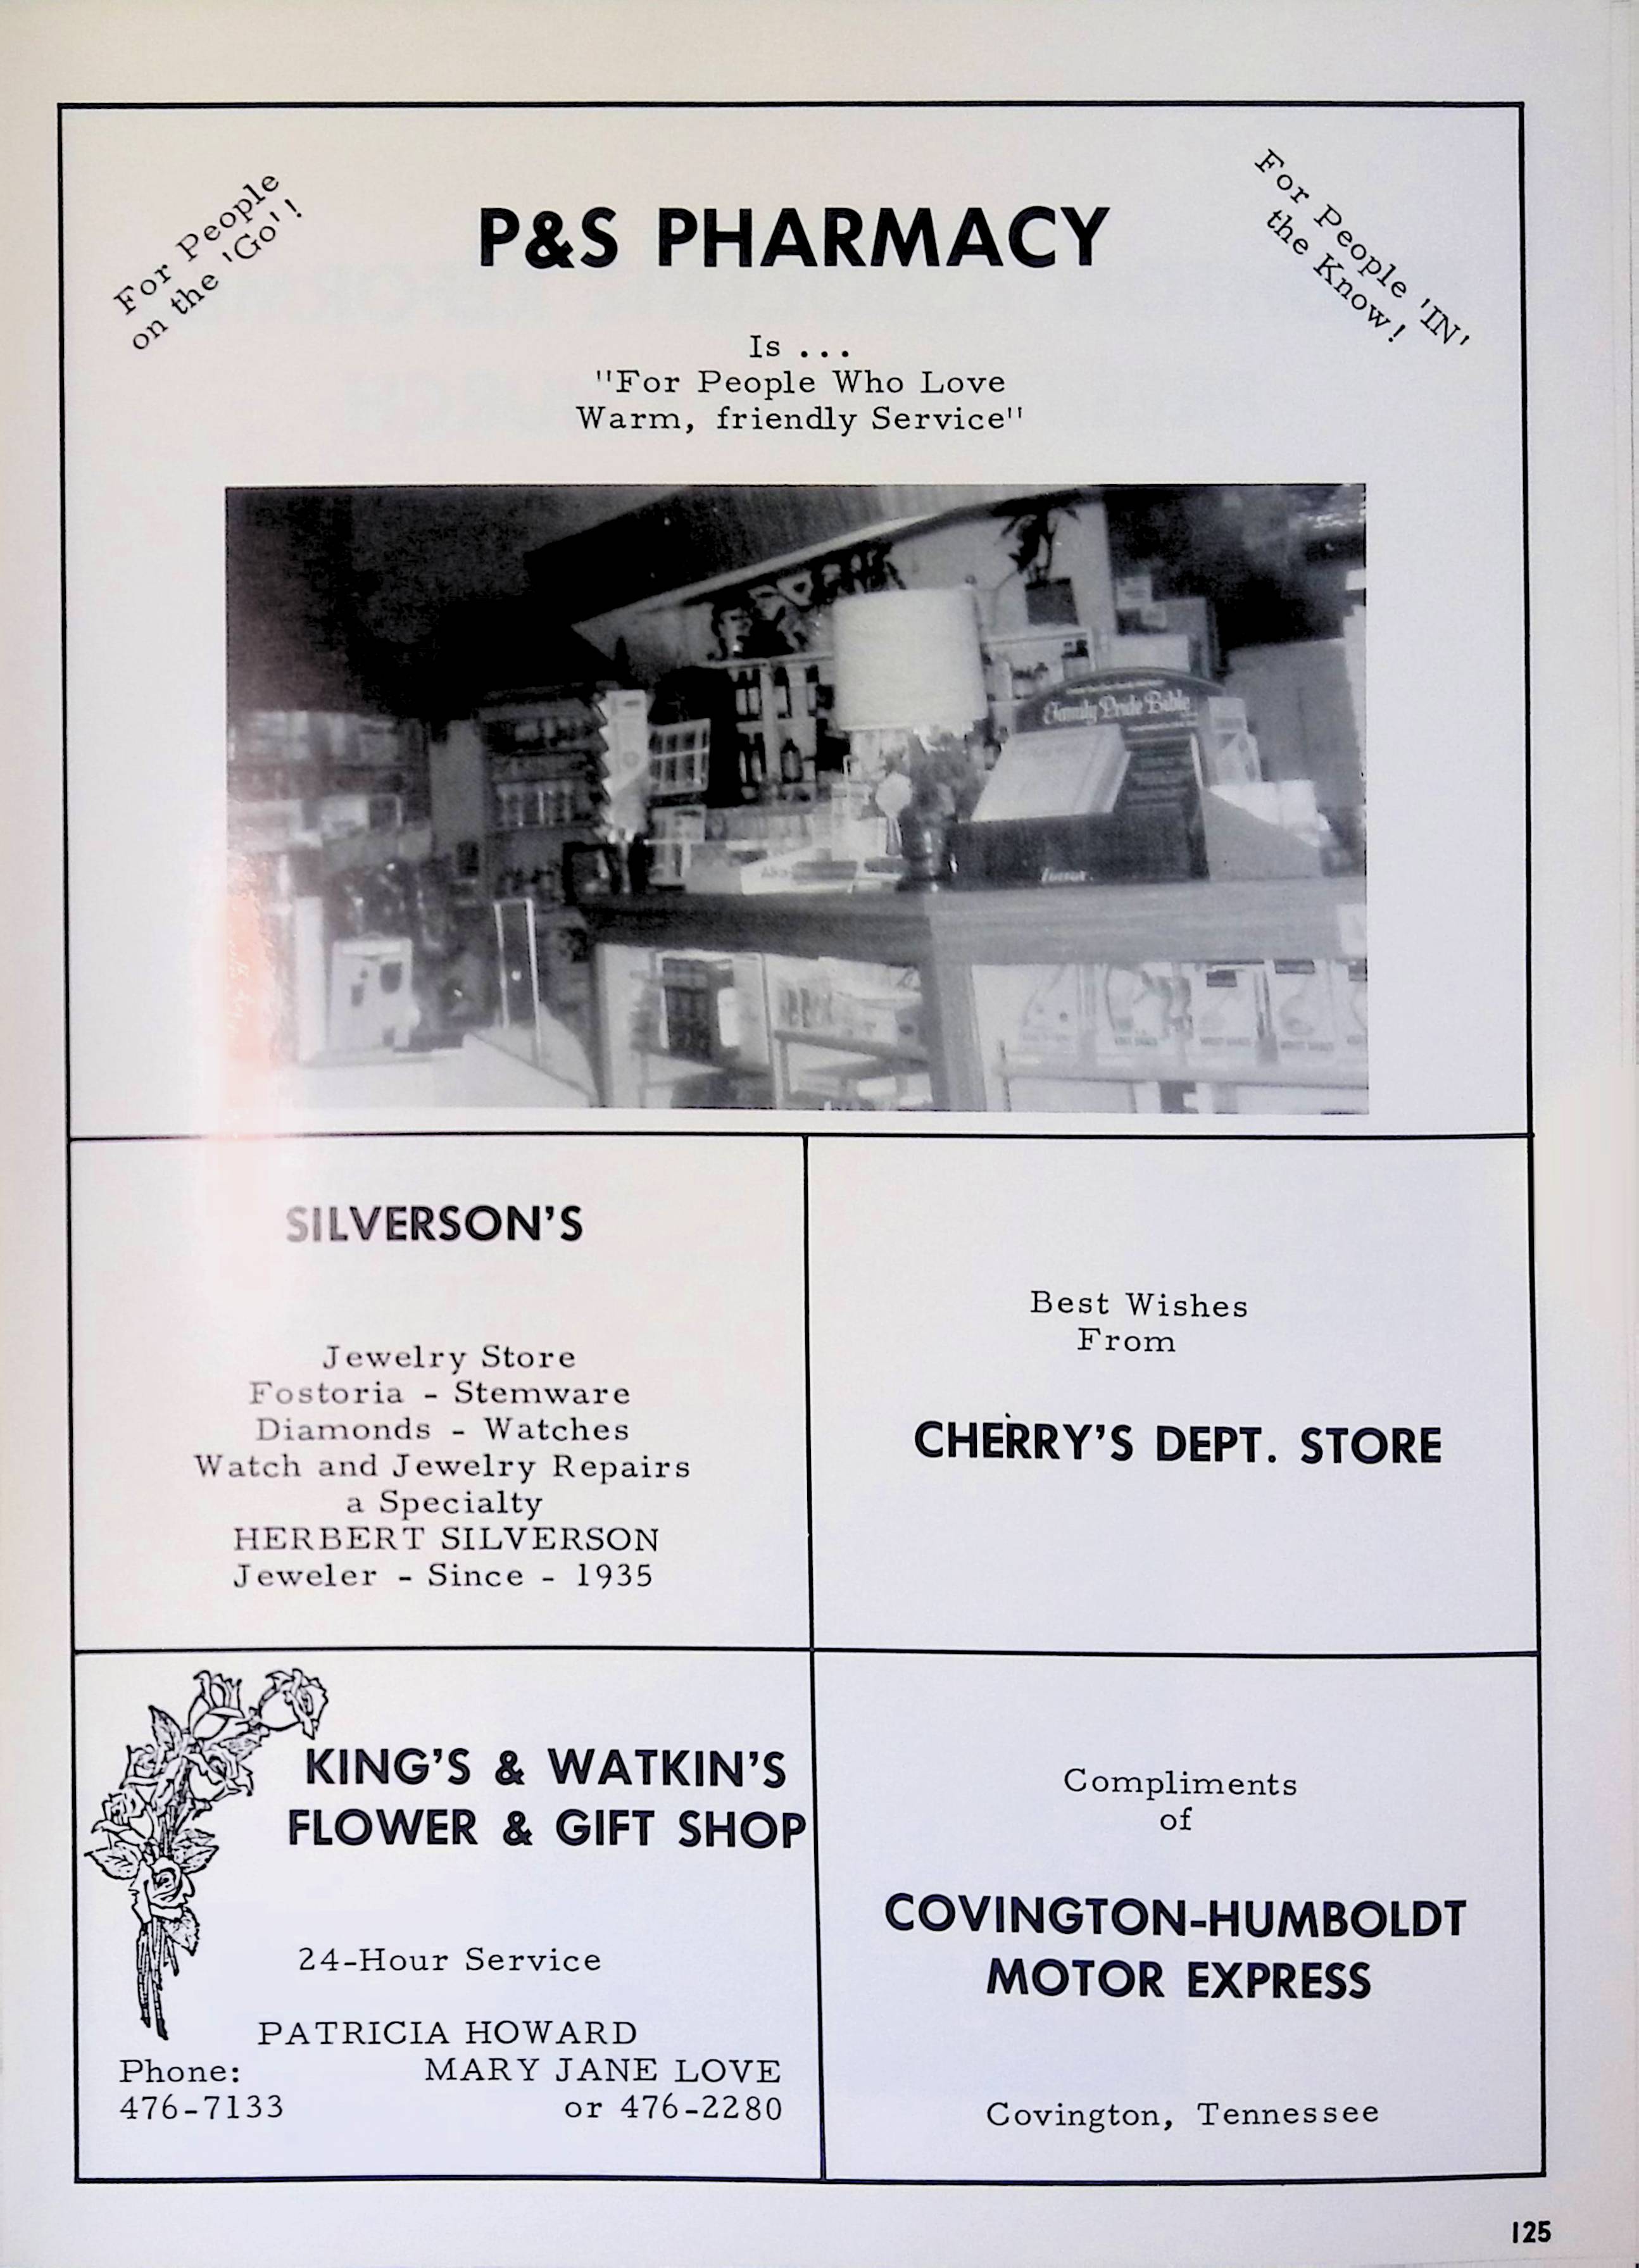 For People
on the 'Go'!
P&S PHARMACY
For People 'IN'
the Know!
Is ...
"For People Who Love
Warm, friendly Service"
Family Pride Bible
SILVERSON'S
Jewelry Store
Fostoria - Stemware
Diamonds - Watches
Watch and Jewelry Repairs
a Specialty
HERBERT SILVERSON
Jeweler - Since - 1935
Best Wishes
From
CHERRY'S DEPT. STORE
KING'S & WATKIN'S
FLOWER & GIFT SHOP
24-Hour Service
PATRICIA HOWARD
Phone: MARY JANE LOVE
476-7133 or 476-2280
Compliments
of
COVINGTON-HUMBOLDT
MOTOR EXPRESS
Covington, Tennessee
125